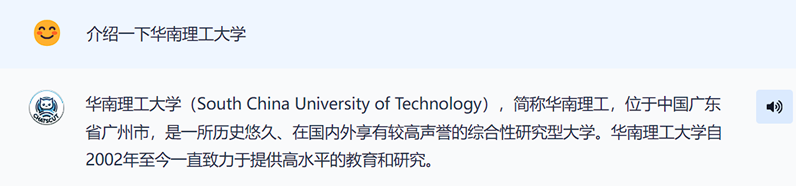 介绍一下华南理工大学
华南理工大学（South China University of Technology），简称华南理工，位于中国广东
省广州市，是一所历史悠久、在国内外享有较高声誉的综合性研究型大学。华南理工大学自
2002年至今一直致力于提供高水平的教育和研究。
CHATSCUT